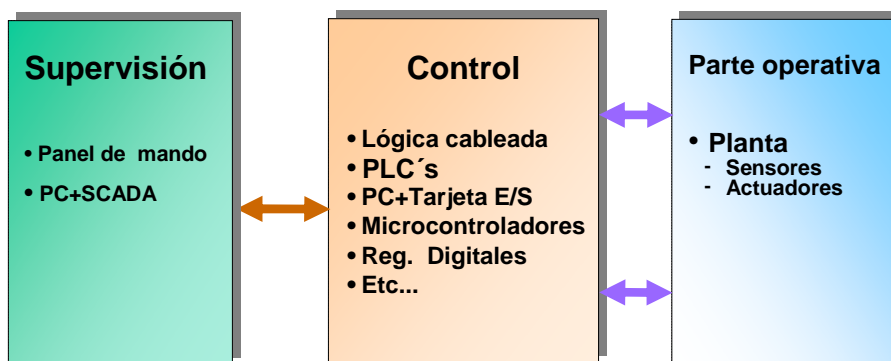 Supervisión
• Panel de mando
• PC+SCADA
Control
• Lógica cableada
• PLC´s
• PC+Tarjeta E/S
• Microcontroladores
• Reg. Digitales
• Etc...
Parte operativa
• Planta
- Sensores
- Actuadores